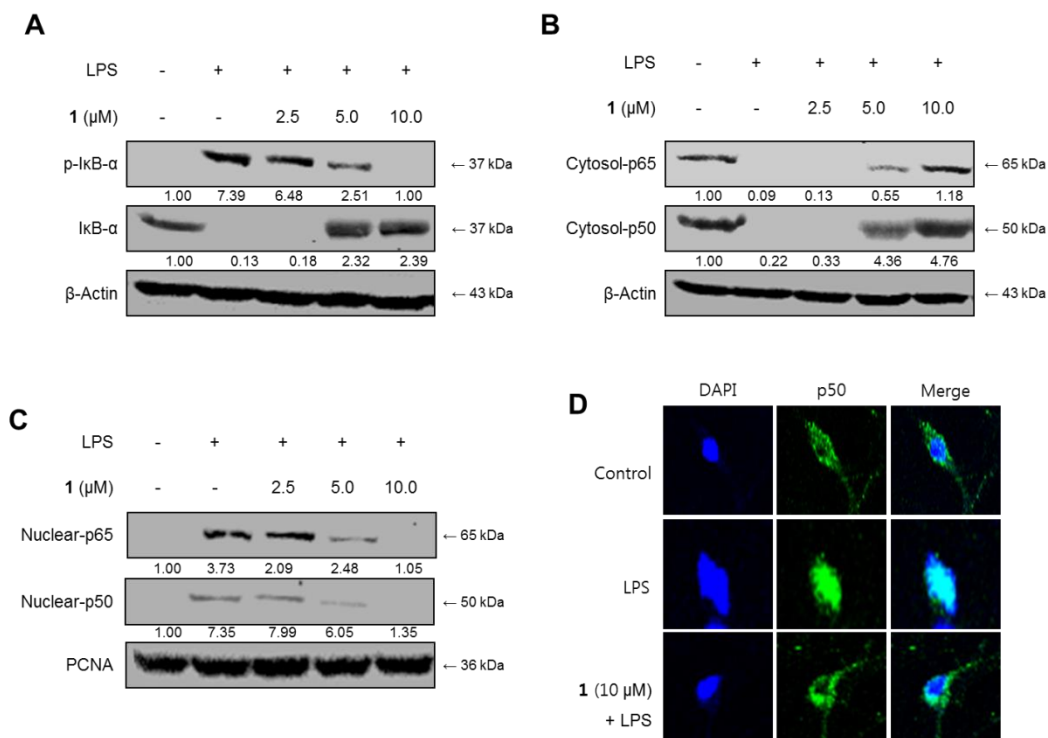 A
LPS - + + + +
1 (µM) - - 2.5 5.0 10.0
p-IκB-α ← 37 kDa
1.00 7.39 6.48 2.51 1.00
IκB-α ← 37 kDa
1.00 0.13 0.18 2.32 2.39
β-Actin ← 43 kDa
B
LPS - + + + +
1 (µM) - - 2.5 5.0 10.0
Cytosol-p65 ← 65 kDa
1.00 0.09 0.13 0.55 1.18
Cytosol-p50 ← 50 kDa
1.00 0.22 0.33 4.36 4.76
β-Actin ← 43 kDa
C
LPS - + + + +
1 (µM) - - 2.5 5.0 10.0
Nuclear-p65 ← 65 kDa
1.00 3.73 2.09 2.48 1.05
Nuclear-p50 ← 50 kDa
1.00 7.35 7.99 6.05 1.35
PCNA ← 36 kDa
D
DAPI p50 Merge
Control
LPS
1 (10 µM)
+ LPS